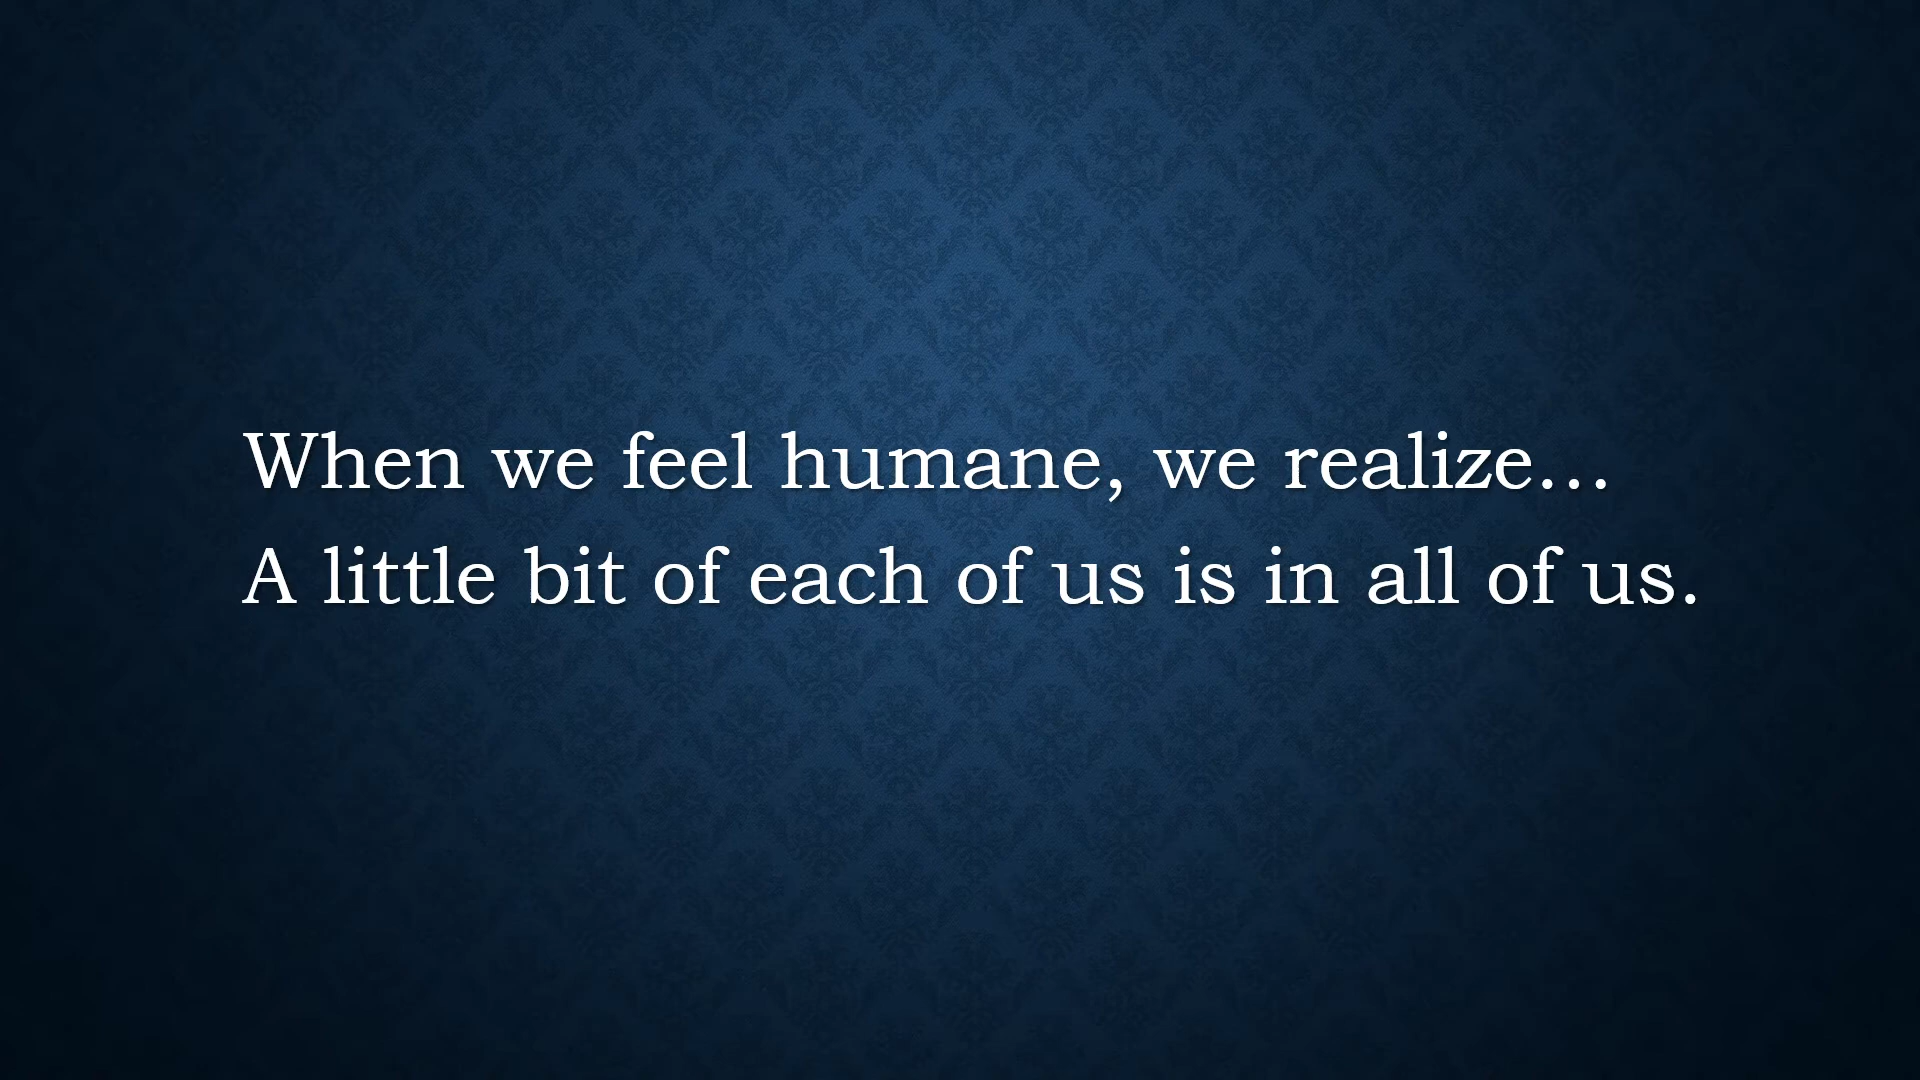 When we feel humane, we realize…
A little bit of each of us is in all of us.